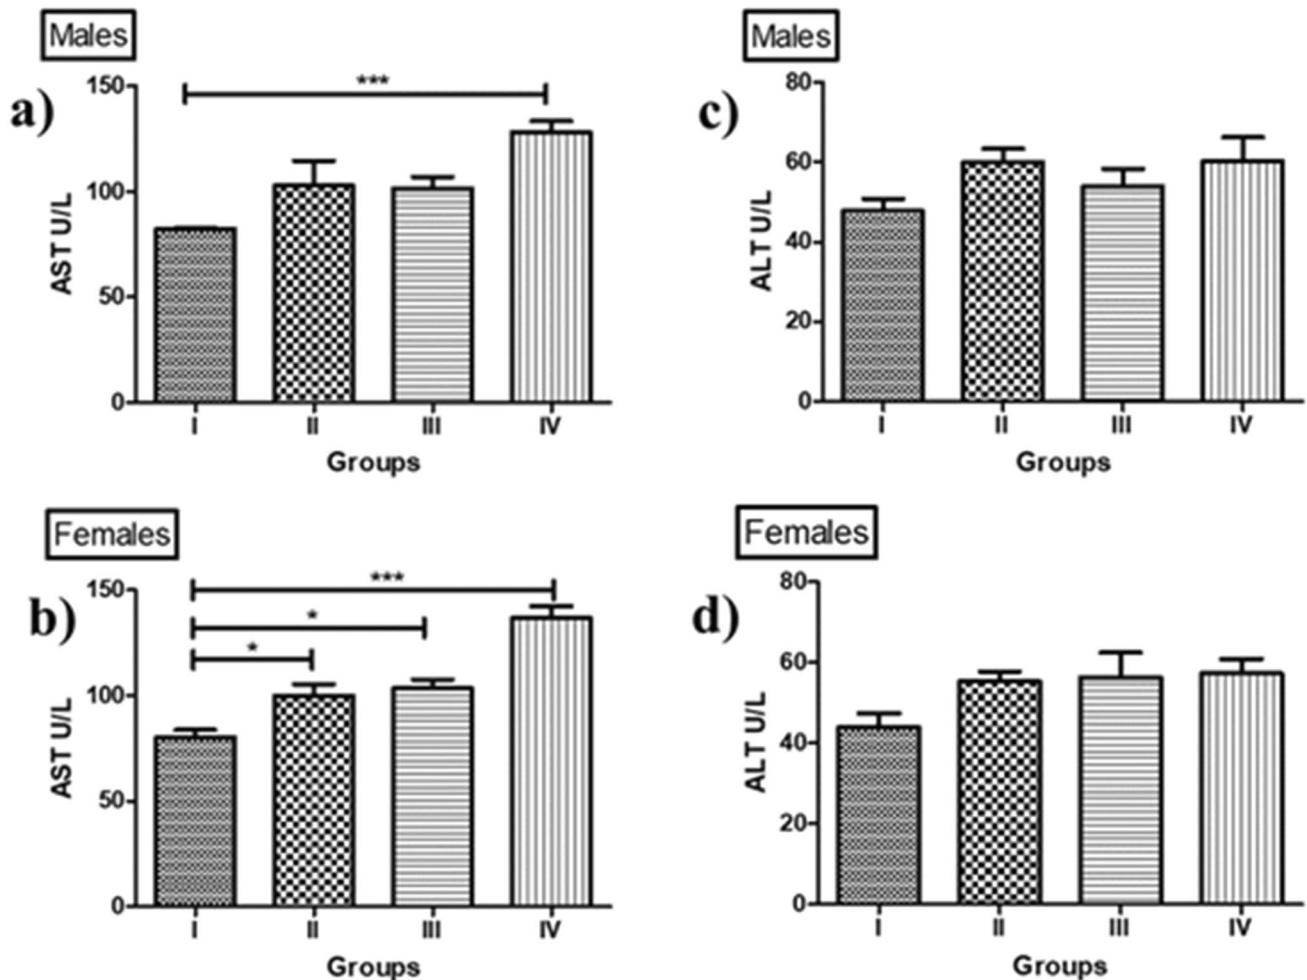 Males
a)
***
150
100
50
0
AST U/L
I II III IV
Groups
Males
c)
80
60
40
20
0
ALT U/L
I II III IV
Groups
Females
b)
***
*
*
150
100
50
0
AST U/L
I II III IV
Groups
Females
d)
80
60
40
20
0
ALT U/L
I II III IV
Groups